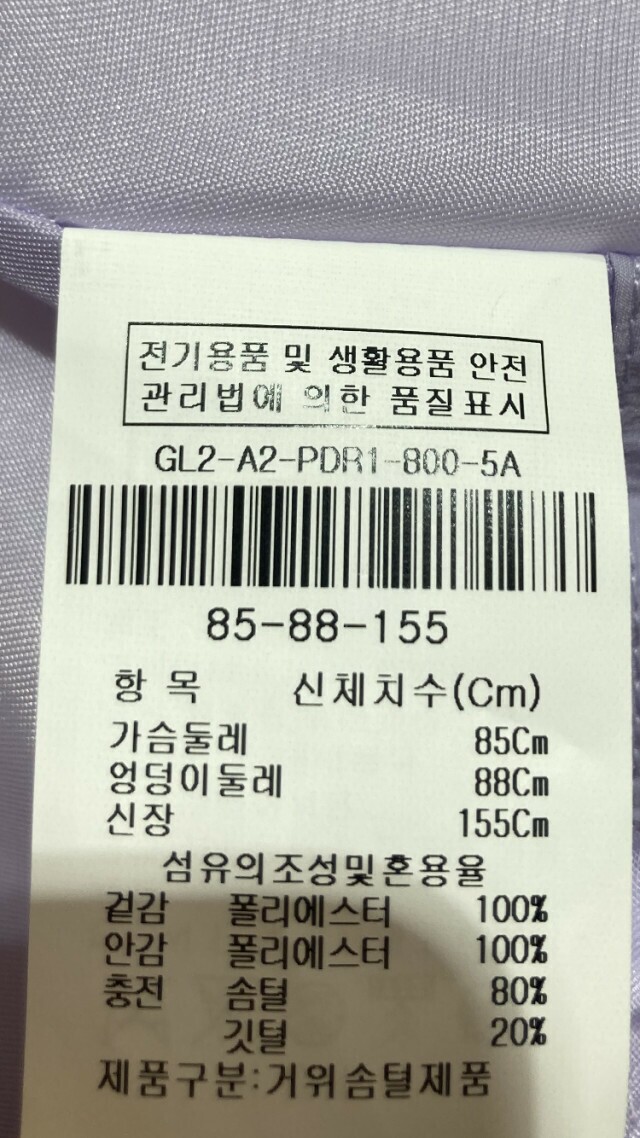 전기용품 및 생활용품 안전
관리법에 의한 품질표시
GL2-A2-PDR1-800-5A
85-88-155
항 목 신체치수(Cm)
가슴둘레 85Cm
엉덩이둘레 88Cm
신장 155Cm
섬유의조성및혼용율
겉감 폴리에스터 100%
안감 폴리에스터 100%
충전 솜털 80%
깃털 20%
제품구분:거위솜털제품